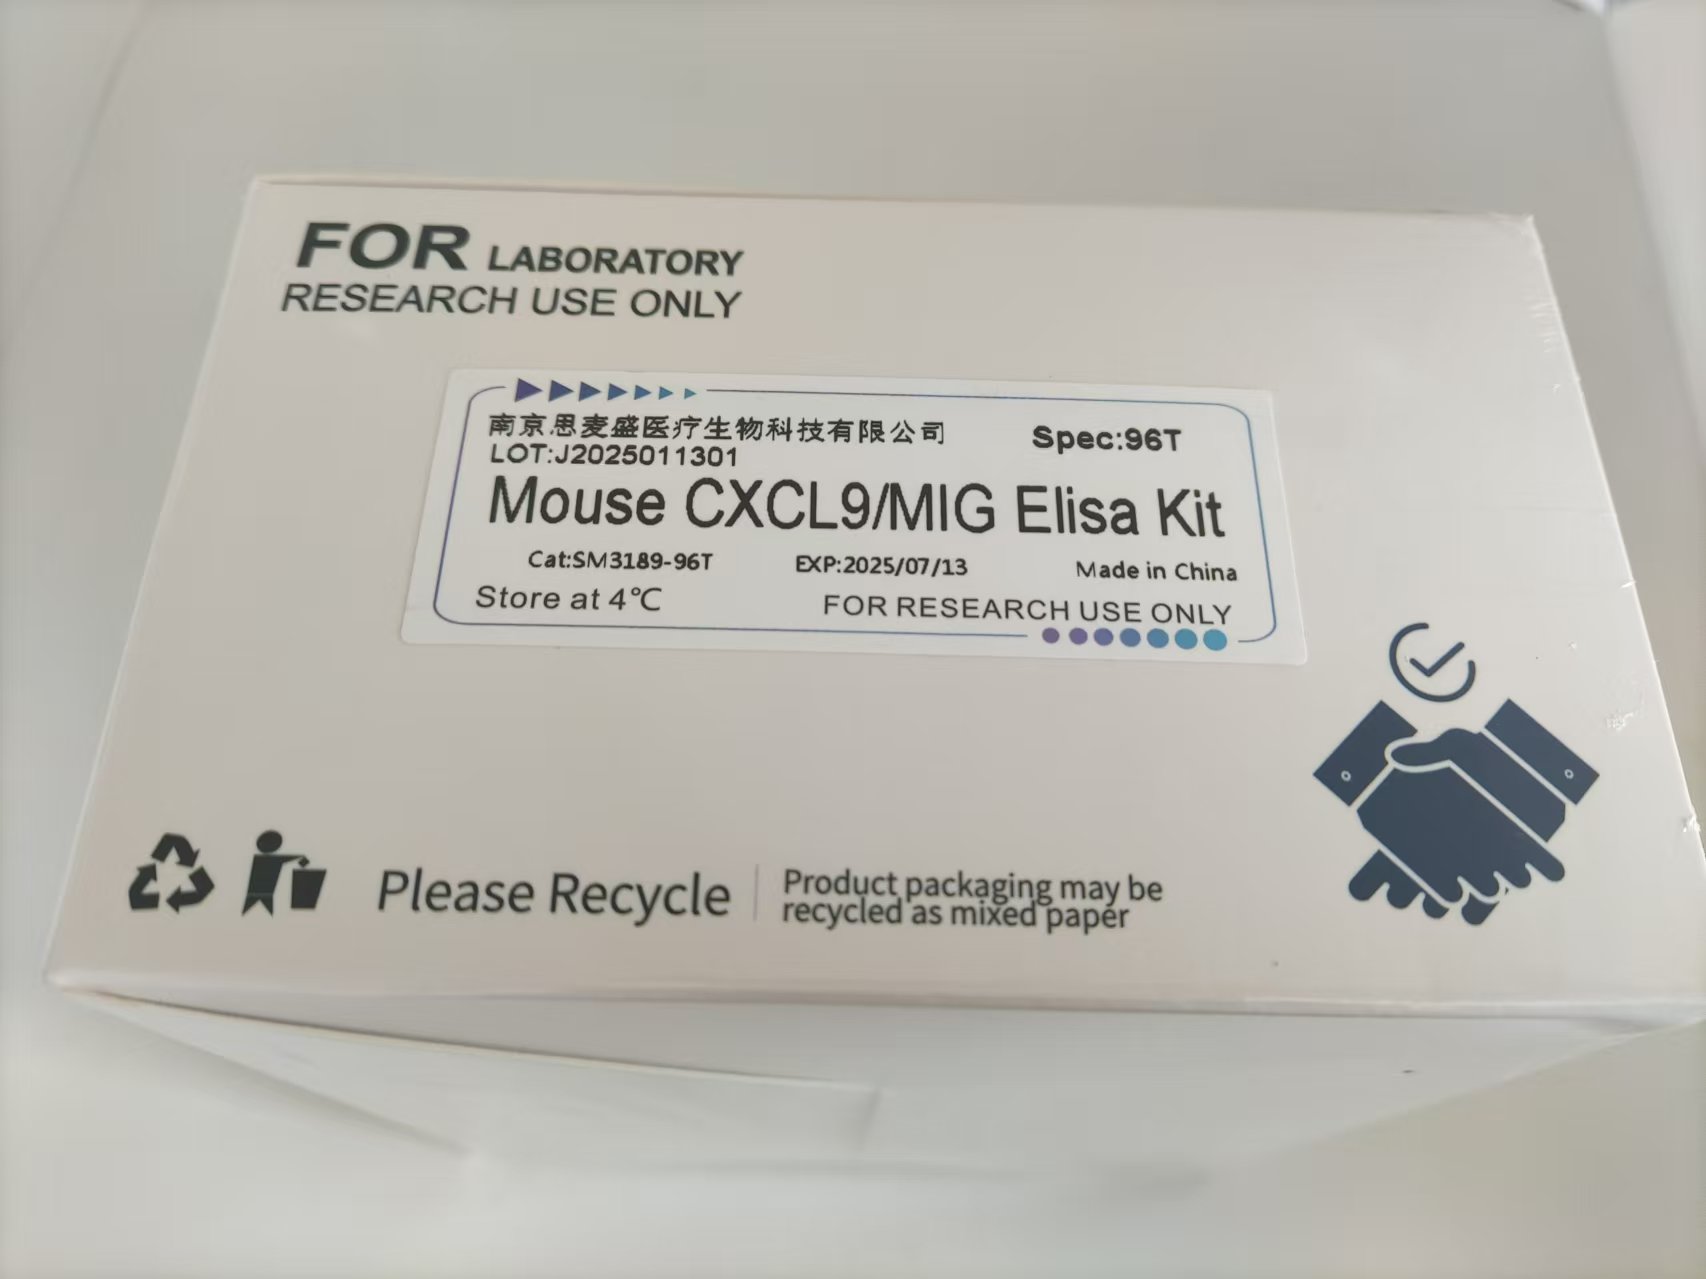 FOR LABORATORY
RESEARCH USE ONLY
南京思麦盛医疗生物科技有限公司
Spec:96T
LOT:J2025011301
Mouse CXCL9/MIG Elisa Kit
Cat:SM3189-96T EXP:2025/07/13 Made in China
Store at 4℃ FOR RESEARCH USE ONLY
Please Recycle
Product packaging may be
recycled as mixed paper